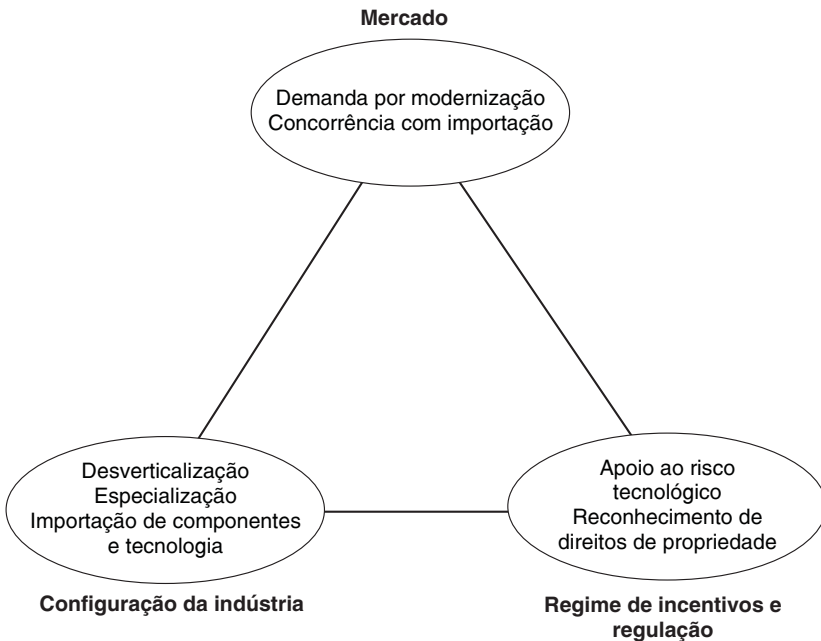 Mercado
Demanda por modernização
Concorrência com importação
Desverticalização
Especialização
Importação de componentes
e tecnologia
Configuração da indústria
Apoio ao risco
tecnológico
Reconhecimento de
direitos de propriedade
Regime de incentivos e
regulação